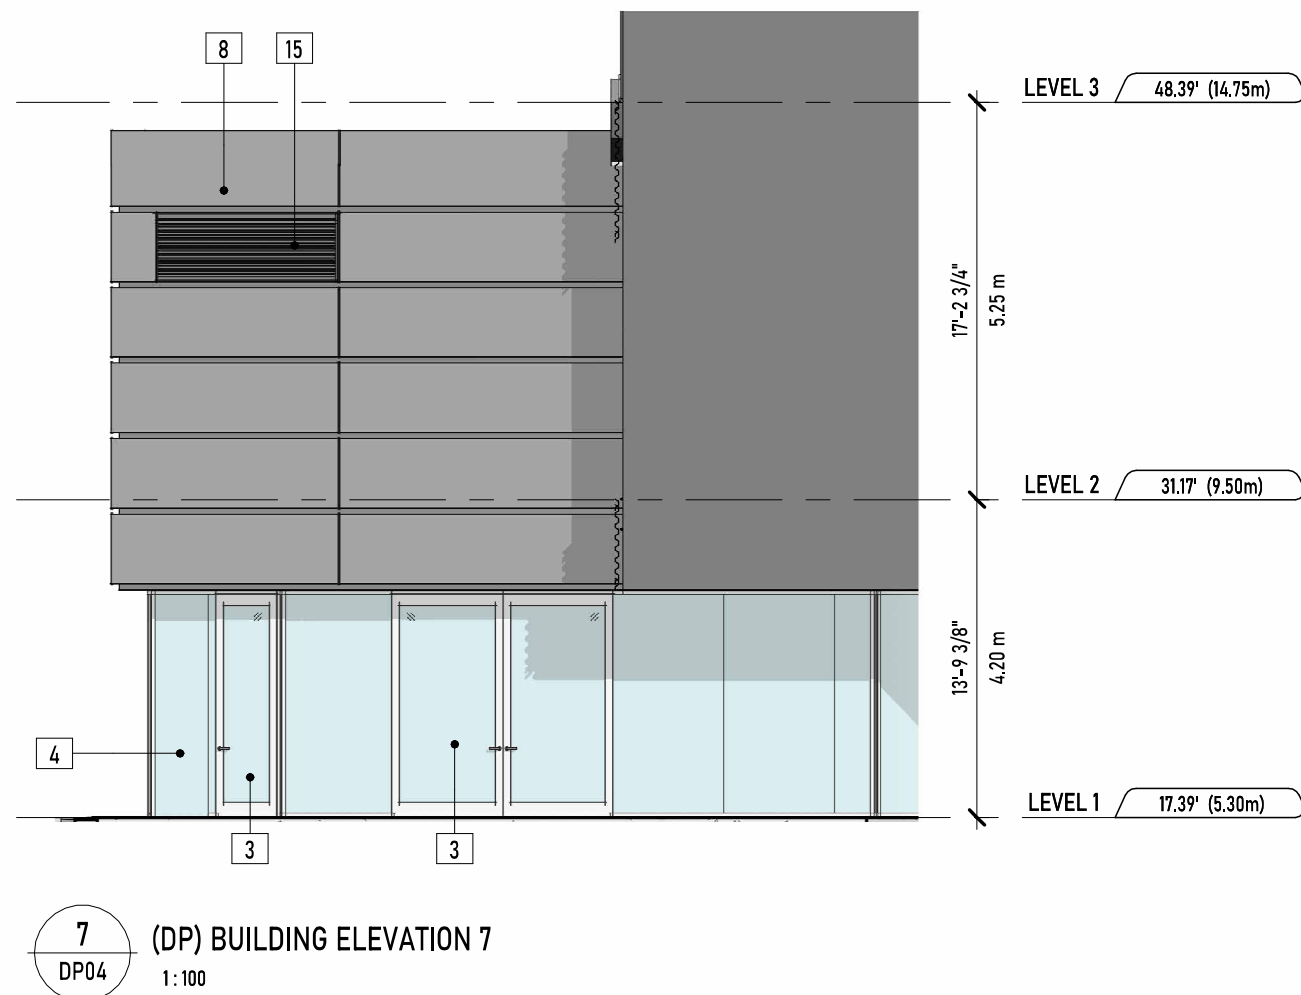 8
15
LEVEL 3
48.39' (14.75m)
17'-2 3/4"
5.25 m
LEVEL 2
31.17' (9.50m)
13'-9 3/8"
4.20 m
4
LEVEL 1
17.39' (5.30m)
3
3
7
DP04
(DP) BUILDING ELEVATION 7
1 : 100